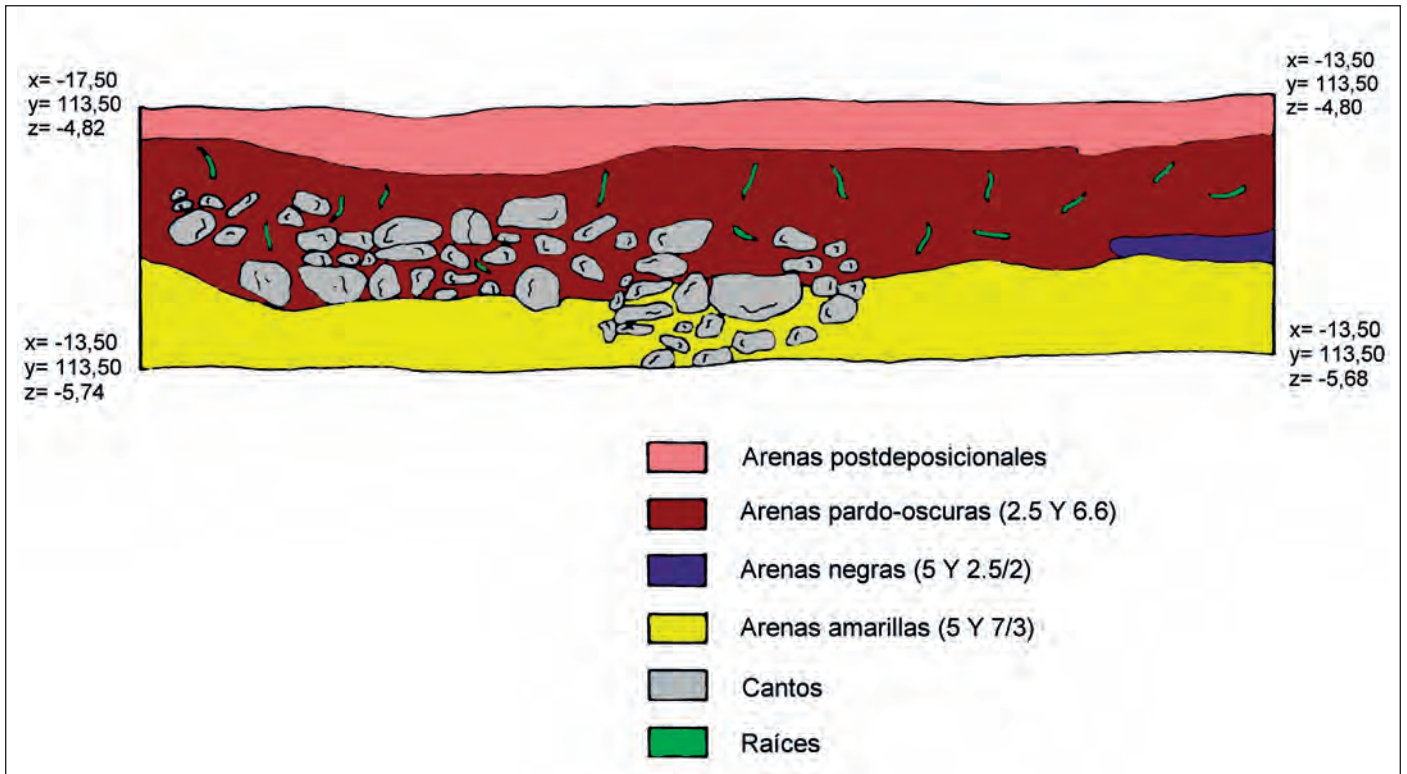 x= -17,50
y= 113,50
z= -4,82
x= -13,50
y= 113,50
z= -4,80
x= -13,50
y= 113,50
z= -5,74
x= -13,50
y= 113,50
z= -5,68
Arenas postdeposicionales
Arenas pardo-oscuras (2.5 Y 6.6)
Arenas negras (5 Y 2.5/2)
Arenas amarillas (5 Y 7/3)
Cantos
Raíces